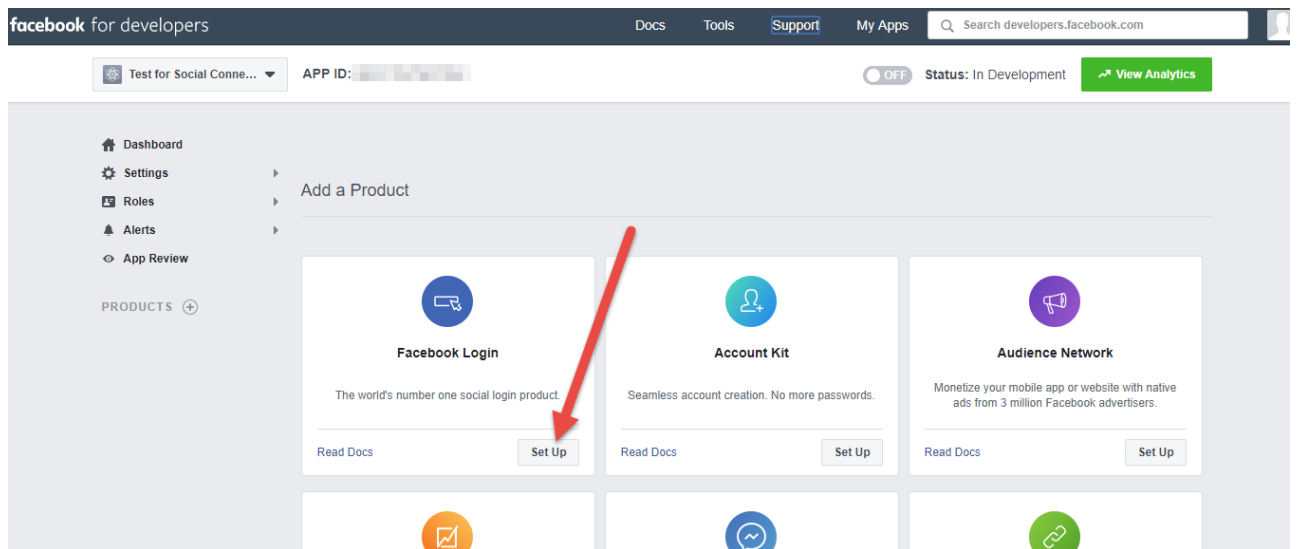 facebook for developers
Docs Tools Support My Apps Search developers.facebook.com
Test for Social Conne... APP ID: OFF Status: In Development View Analytics
Dashboard
Settings
Roles
Alerts
App Review
PRODUCTS
Add a Product
Facebook Login
The world's number one social login product.
Read Docs Set Up
Account Kit
Seamless account creation. No more passwords.
Read Docs Set Up
Audience Network
Monetize your mobile app or website with native
ads from 3 million Facebook advertisers.
Read Docs Set Up